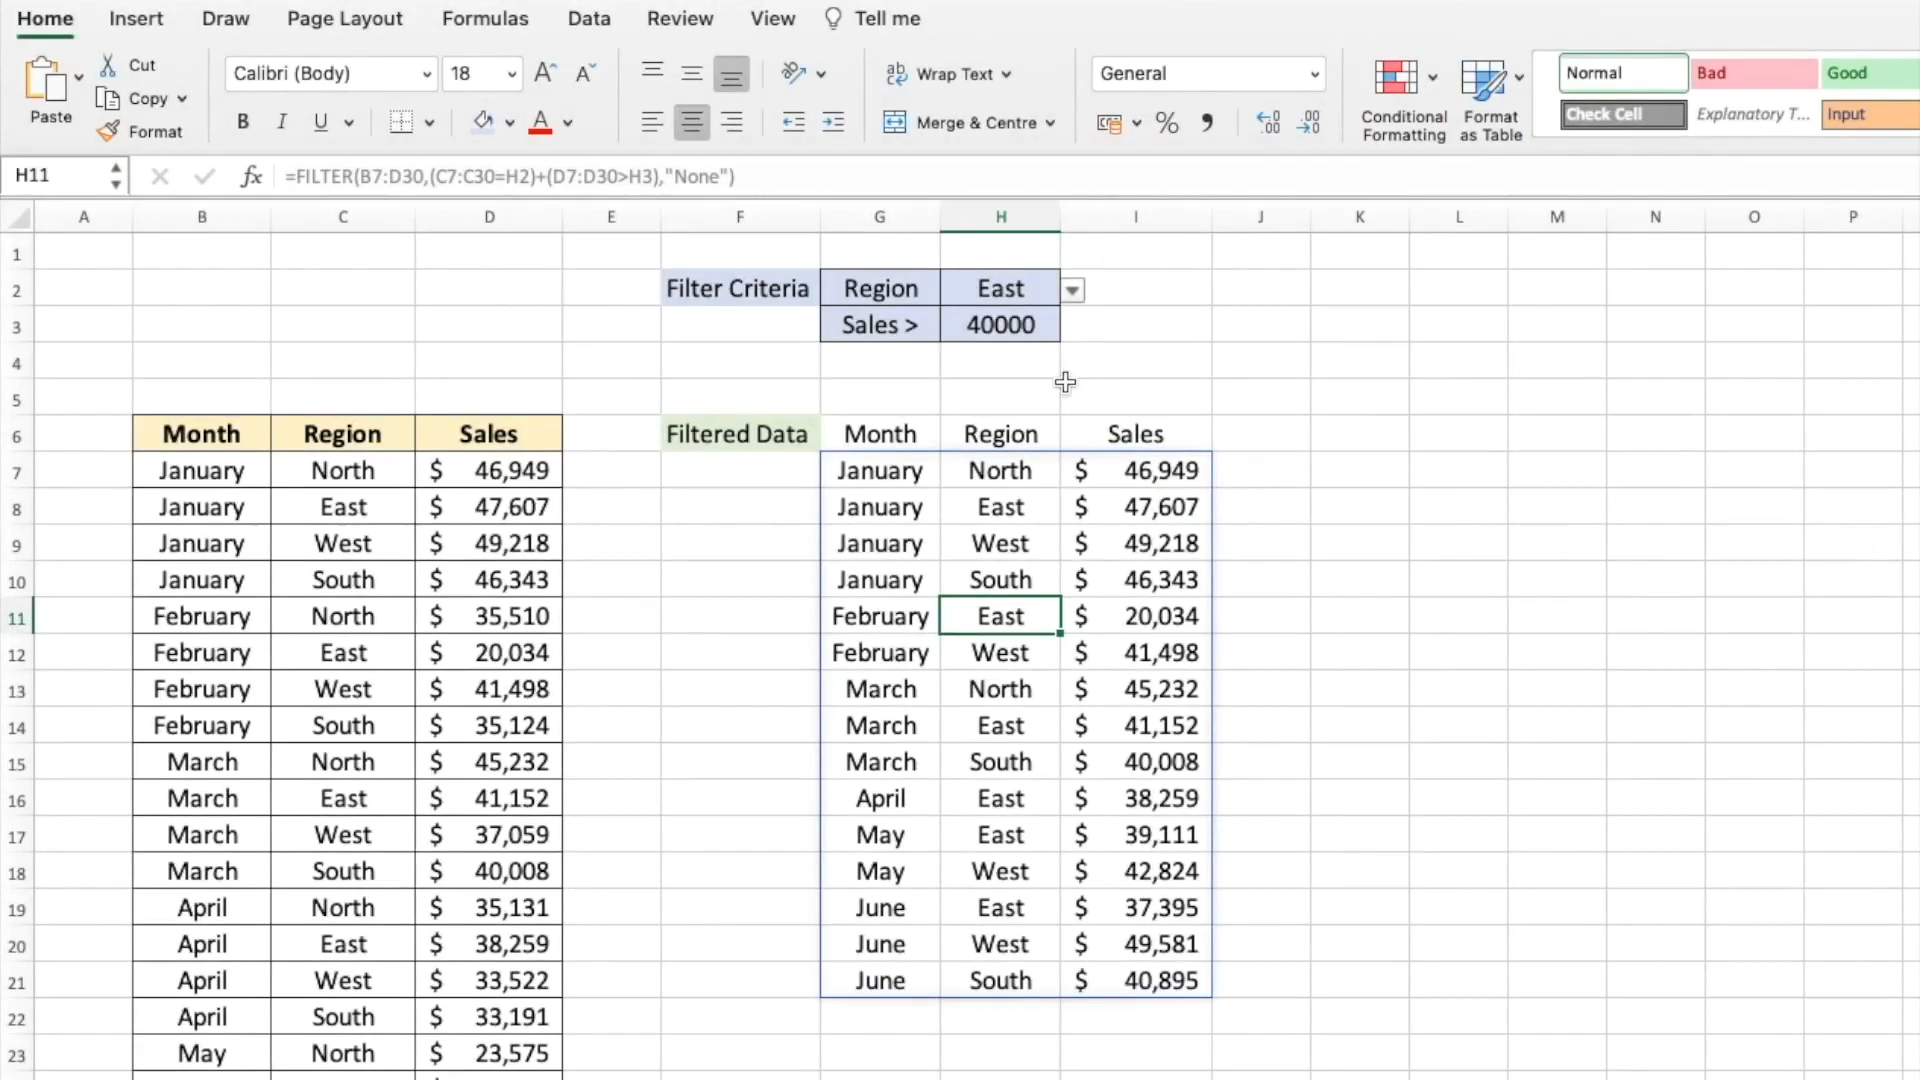 Home Insert Draw Page Layout Formulas Data Review View Tell me
Paste Cut Copy Format
Calibri (Body) 18
B I U A
Wrap Text
Merge & Centre
General
%
Conditional Formatting
Format as Table
Normal Bad Good
Check Cell Explanatory T... Input
H11 fx =FILTER(B7:D30,(C7:C30=H2)+(D7:D30>H3),"None")
A B C D E F G H I J K L M N O P
1
2 Filter Criteria Region East
3 Sales > 40000
4
5
6 Month Region Sales Filtered Data Month Region Sales
7 January North $ 46,949 January North $ 46,949
8 January East $ 47,607 January East $ 47,607
9 January West $ 49,218 January West $ 49,218
10 January South $ 46,343 January South $ 46,343
11 February North $ 35,510 February East $ 20,034
12 February East $ 20,034 February West $ 41,498
13 February West $ 41,498 March North $ 45,232
14 February South $ 35,124 March East $ 41,152
15 March North $ 45,232 March South $ 40,008
16 March East $ 41,152 April East $ 38,259
17 March West $ 37,059 May East $ 39,111
18 March South $ 40,008 May West $ 42,824
19 April North $ 35,131 June East $ 37,395
20 April East $ 38,259 June West $ 49,581
21 April West $ 33,522 June South $ 40,895
22 April South $ 33,191
23 May North $ 23,575